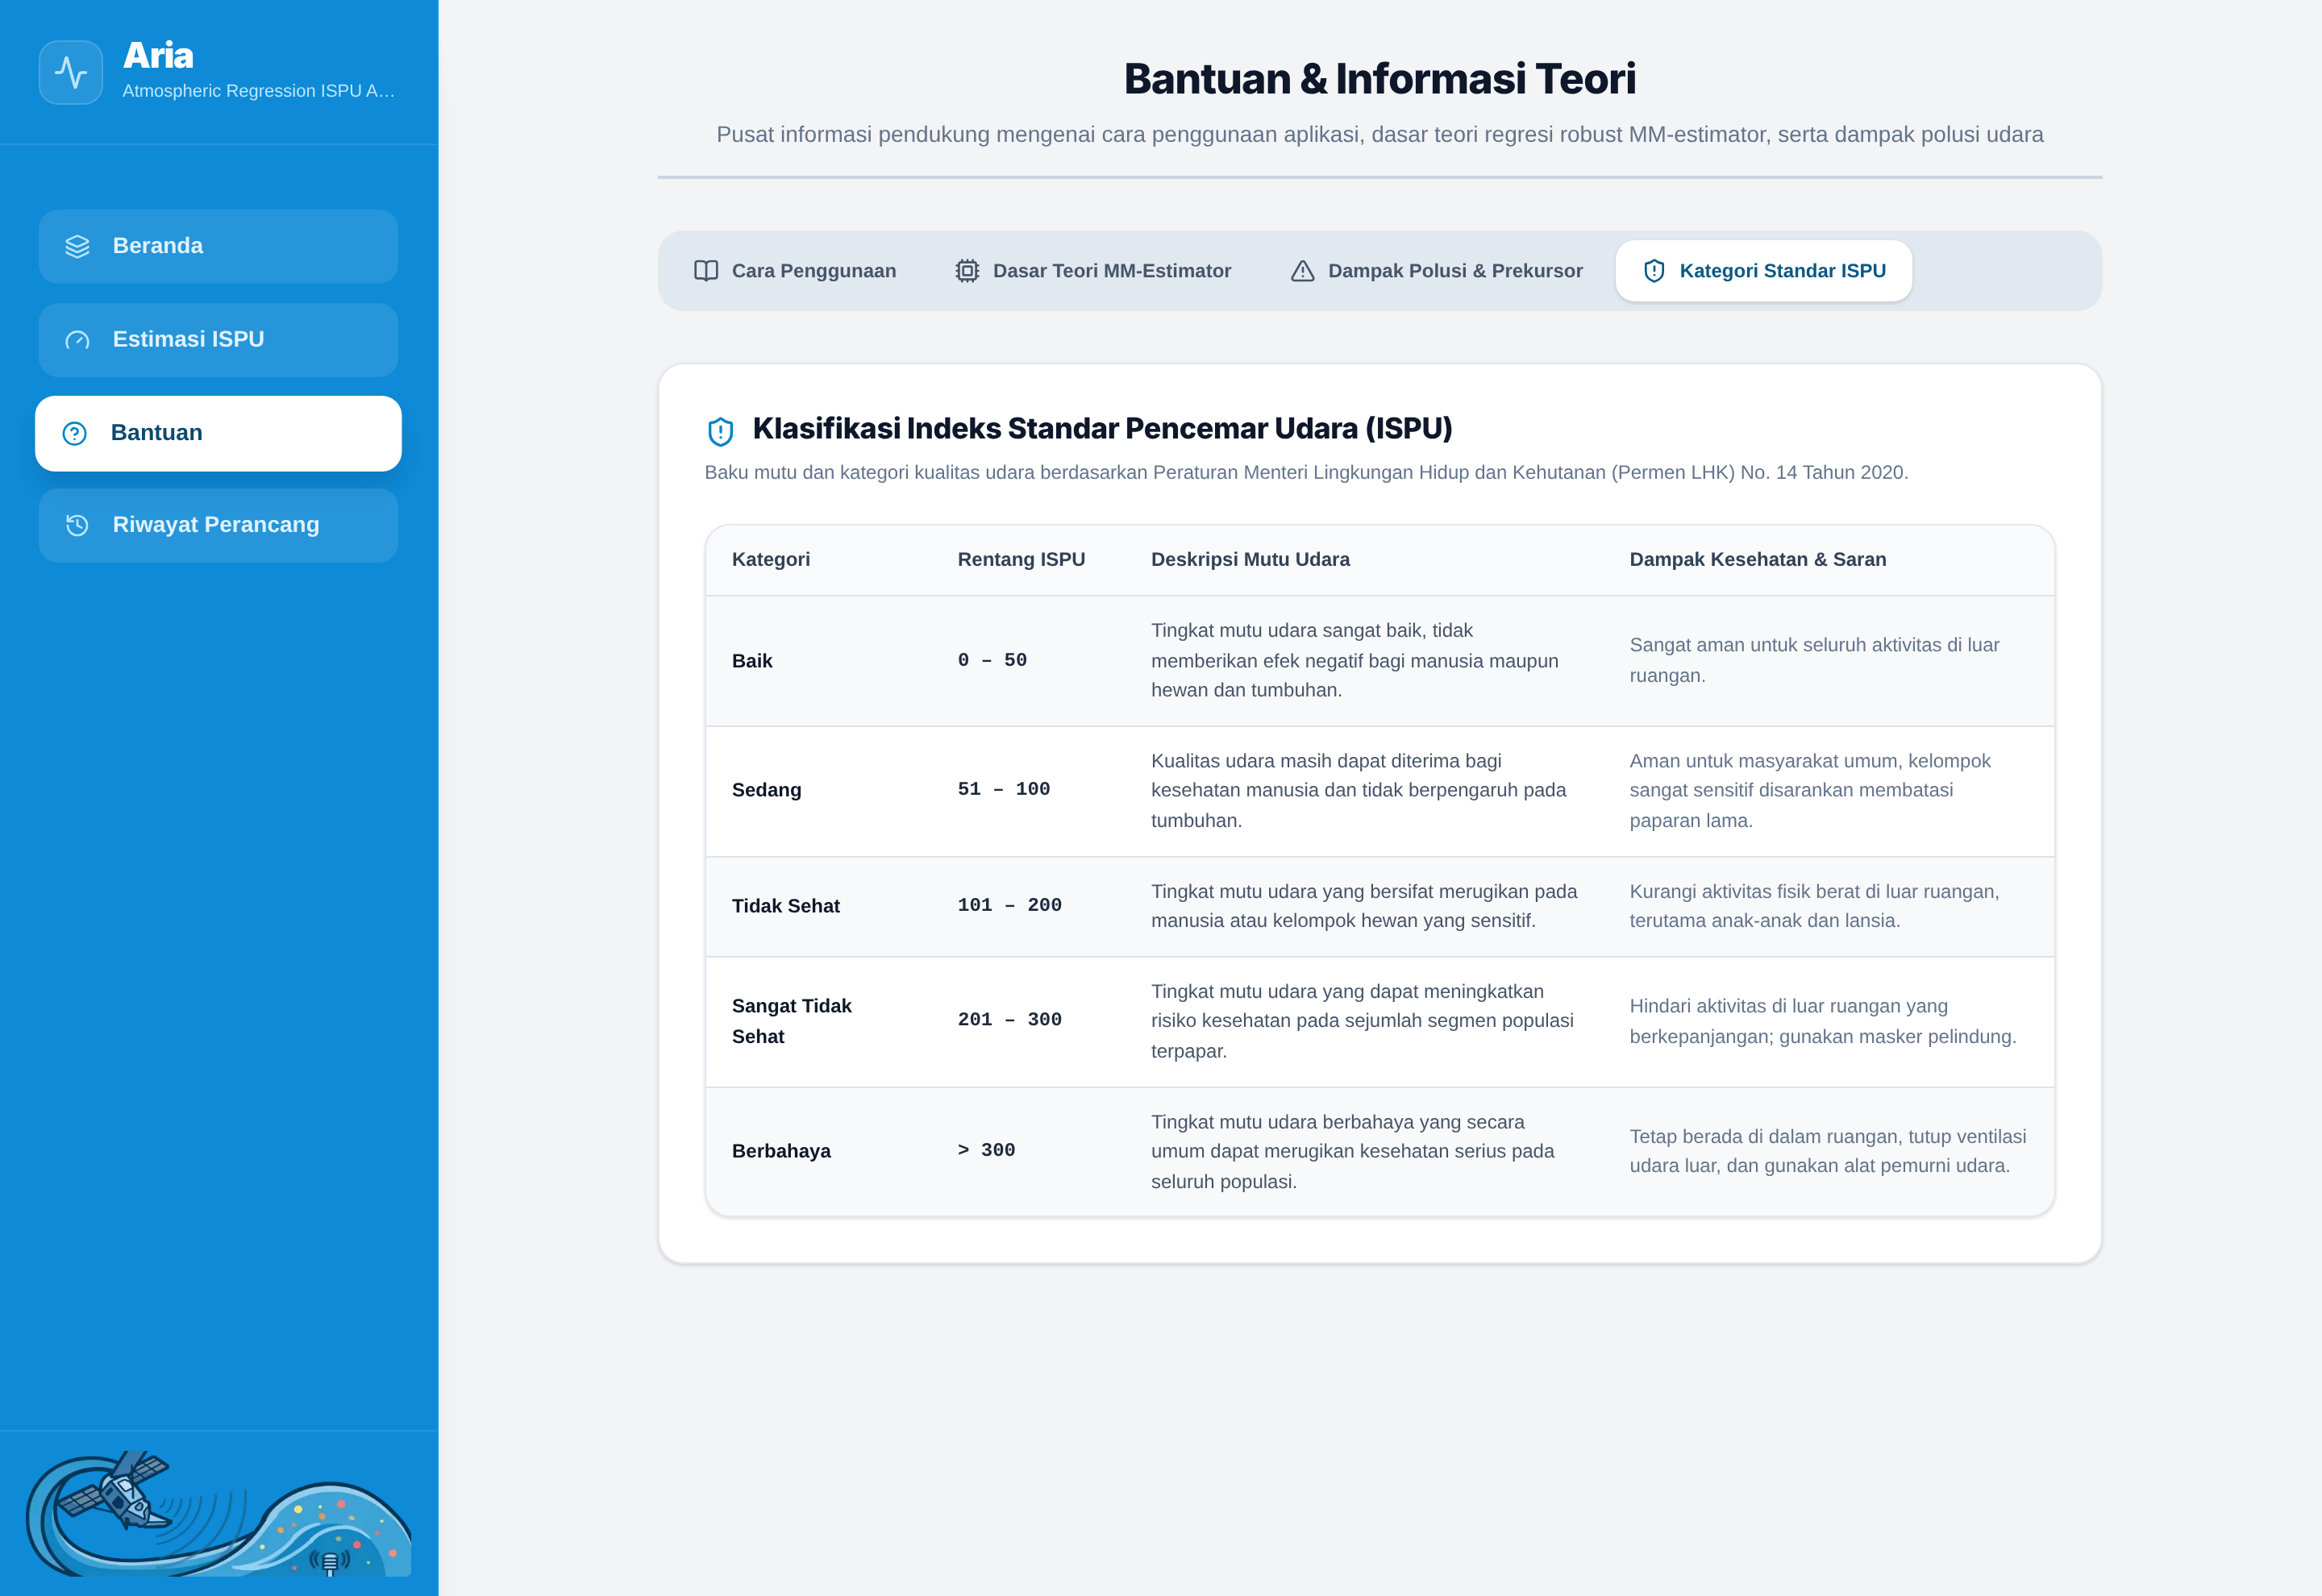 Aria
Atmospheric Regression ISPU A...
Beranda
Estimasi ISPU
Bantuan
Riwayat Perancang
Bantuan & Informasi Teori
Pusat informasi pendukung mengenai cara penggunaan aplikasi, dasar teori regresi robust MM-estimator, serta dampak polusi udara
Cara Penggunaan
Dasar Teori MM-Estimator
Dampak Polusi & Prekursor
Kategori Standar ISPU
Klasifikasi Indeks Standar Pencemar Udara (ISPU)
Baku mutu dan kategori kualitas udara berdasarkan Peraturan Menteri Lingkungan Hidup dan Kehutanan (Permen LHK) No. 14 Tahun 2020.
Kategori
Rentang ISPU
Deskripsi Mutu Udara
Dampak Kesehatan & Saran
Baik
0 – 50
Tingkat mutu udara sangat baik, tidak
memberikan efek negatif bagi manusia maupun
hewan dan tumbuhan.
Sangat aman untuk seluruh aktivitas di luar
ruangan.
Sedang
51 – 100
Kualitas udara masih dapat diterima bagi
kesehatan manusia dan tidak berpengaruh pada
tumbuhan.
Aman untuk masyarakat umum, kelompok
sangat sensitif disarankan membatasi
paparan lama.
Tidak Sehat
101 – 200
Tingkat mutu udara yang bersifat merugikan pada
manusia atau kelompok hewan yang sensitif.
Kurangi aktivitas fisik berat di luar ruangan,
terutama anak-anak dan lansia.
Sangat Tidak
Sehat
201 – 300
Tingkat mutu udara yang dapat meningkatkan
risiko kesehatan pada sejumlah segmen populasi
terpapar.
Hindari aktivitas di luar ruangan yang
berkepanjangan; gunakan masker pelindung.
Berbahaya
> 300
Tingkat mutu udara berbahaya yang secara
umum dapat merugikan kesehatan serius pada
seluruh populasi.
Tetap berada di dalam ruangan, tutup ventilasi
udara luar, dan gunakan alat pemurni udara.